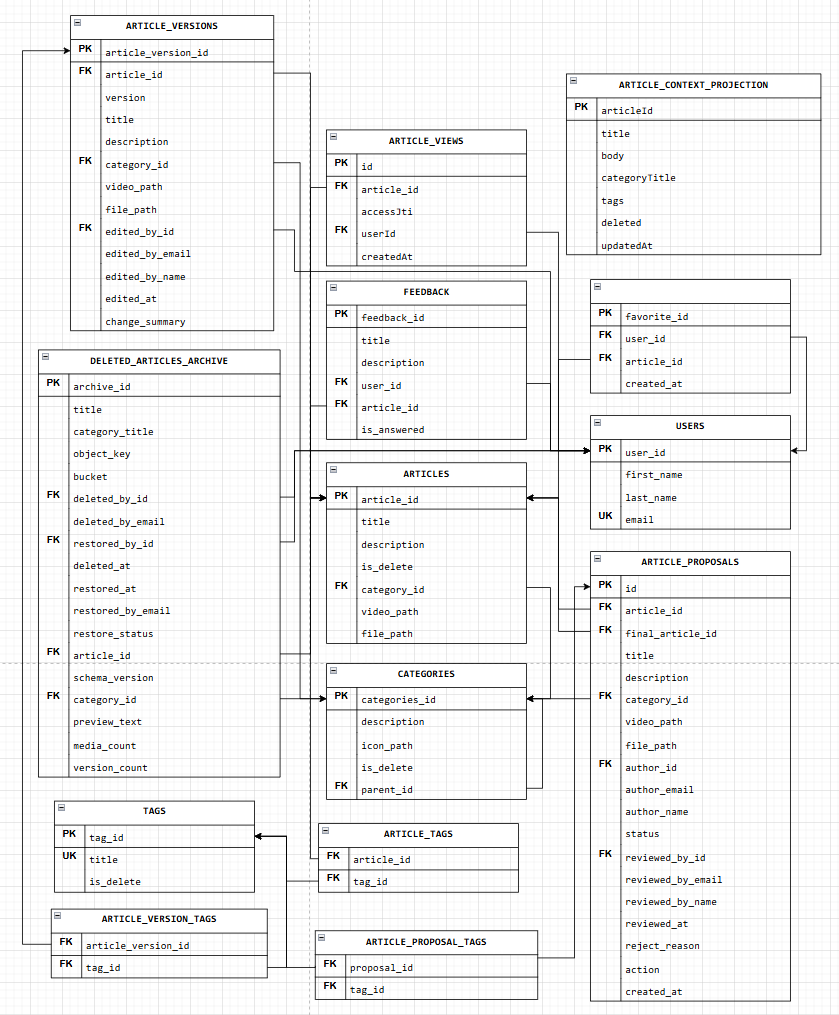 ARTICLE_VERSIONS
PK article_version_id
FK article_id
version
title
description
FK category_id
video_path
file_path
FK edited_by_id
edited_by_email
edited_by_name
edited_at
change_summary
ARTICLE_VIEWS
PK id
FK article_id
accessJti
FK userId
createdAt
ARTICLE_CONTEXT_PROJECTION
PK articleId
title
body
categoryTitle
tags
deleted
updatedAt
FEEDBACK
PK feedback_id
title
description
FK user_id
FK article_id
is_answered
PK favorite_id
FK user_id
FK article_id
created_at
DELETED_ARTICLES_ARCHIVE
PK archive_id
title
category_title
object_key
bucket
FK deleted_by_id
deleted_by_email
FK restored_by_id
deleted_at
restored_at
restored_by_email
restore_status
FK article_id
schema_version
FK category_id
preview_text
media_count
version_count
USERS
PK user_id
first_name
last_name
UK email
ARTICLES
PK article_id
title
description
is_delete
FK category_id
video_path
file_path
ARTICLE_PROPOSALS
PK id
FK article_id
FK final_article_id
title
description
FK category_id
video_path
file_path
FK author_id
author_email
author_name
status
FK reviewed_by_id
reviewed_by_email
reviewed_by_name
reviewed_at
reject_reason
action
created_at
CATEGORIES
PK categories_id
description
icon_path
is_delete
FK parent_id
TAGS
PK tag_id
UK title
is_delete
ARTICLE_TAGS
FK article_id
FK tag_id
ARTICLE_VERSION_TAGS
FK article_version_id
FK tag_id
ARTICLE_PROPOSAL_TAGS
FK proposal_id
FK tag_id